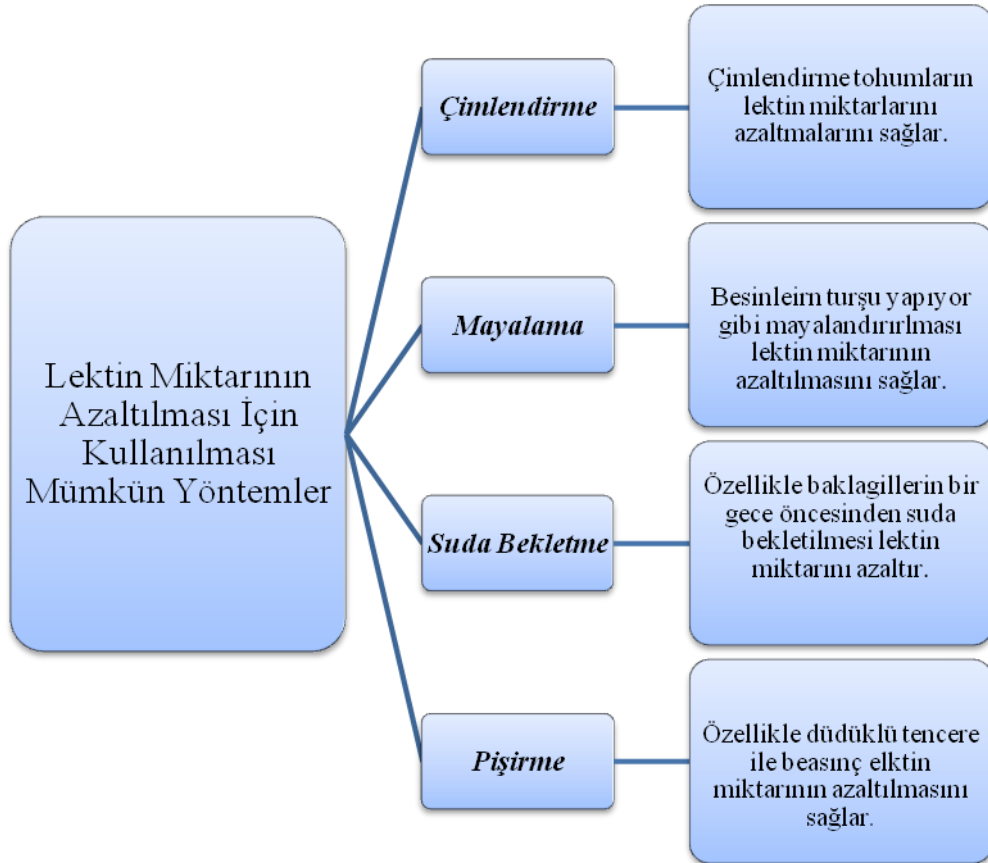 Lektin Miktarının
Azaltılması İçin
Kullanılması
Mümkün Yöntemler
Çimlendirme
Çimlendirme tohumların
lektin miktarlarını
azaltmalarını sağlar.
Mayalama
Besinleirn turşu yapıyor
gibi mayalandırırlması
lektin miktarının
azaltılmasını sağlar.
Suda Bekletme
Özellikle baklagillerin bir
gece öncesinden suda
bekletilmesi lektin
miktarını azaltır.
Pişirme
Özellikle düdüklü tencere
ile beasınç elktin
miktarının azaltılmasını
sağlar.